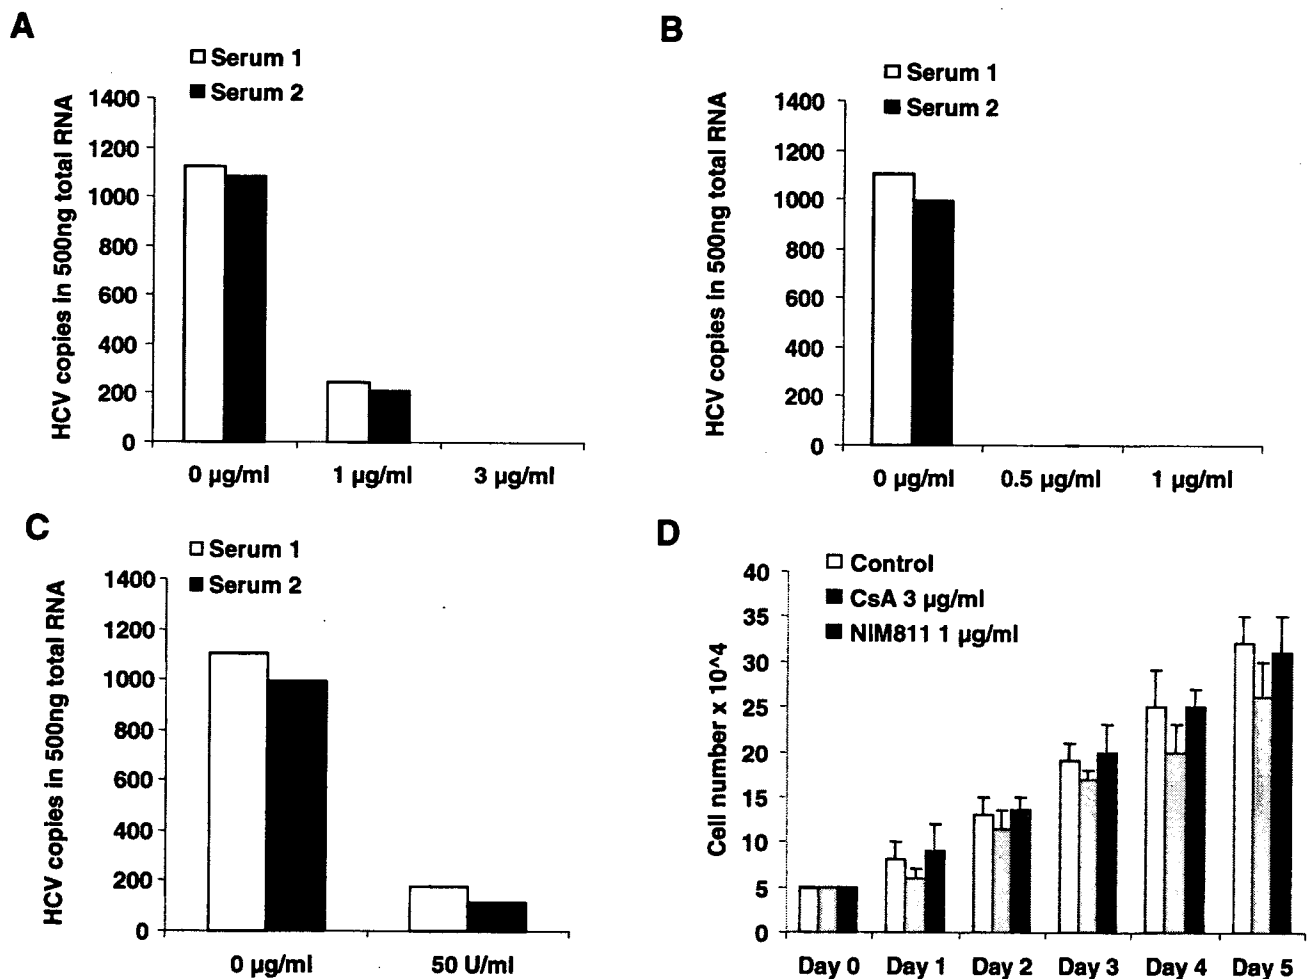 A
Serum 1
Serum 2
HCV copies in 500ng total RNA
1400
1200
1000
800
600
400
200
0
0 µg/ml 1 µg/ml 3 µg/ml
B
Serum 1
Serum 2
HCV copies in 500ng total RNA
1400
1200
1000
800
600
400
200
0
0 µg/ml 0.5 µg/ml 1 µg/ml
C
Serum 1
Serum 2
HCV copies in 500ng total RNA
1400
1200
1000
800
600
400
200
0
0 µg/ml 50 U/ml
D
Control
CsA 3 µg/ml
NIM811 1 µg/ml
Cell number x 10^4
40
35
30
25
20
15
10
5
0
Day 0 Day 1 Day 2 Day 3 Day 4 Day 5